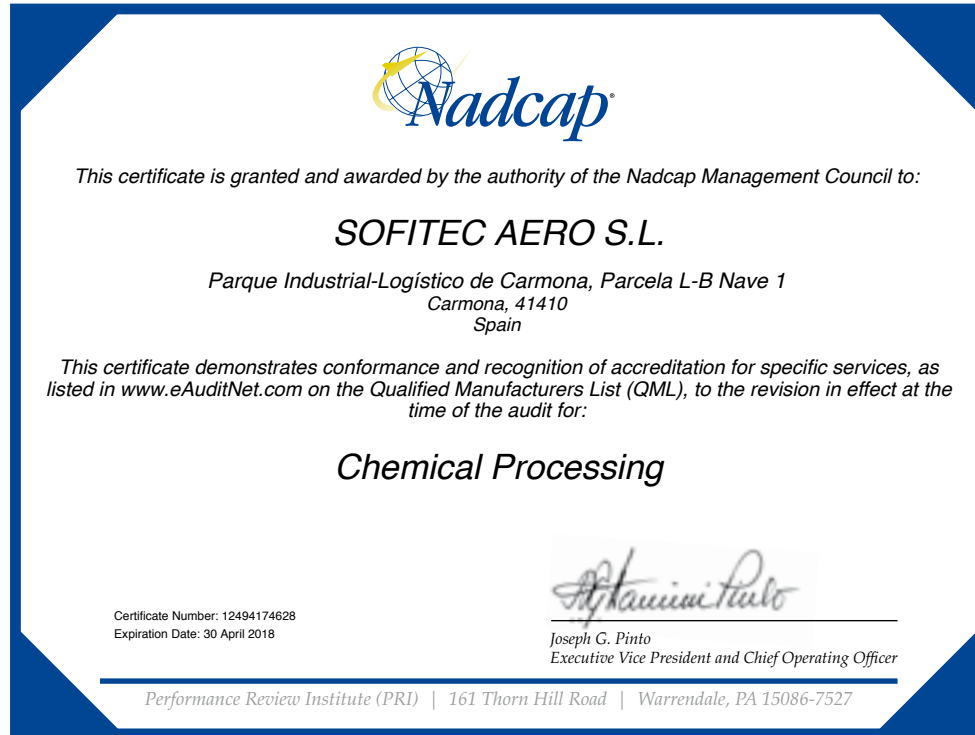 Nadcap
This certificate is granted and awarded by the authority of the Nadcap Management Council to:
SOFITEC AERO S.L.
Parque Industrial-Logístico de Carmona, Parcela L-B Nave 1
Carmona, 41410
Spain
This certificate demonstrates conformance and recognition of accreditation for specific services, as
listed in www.eAuditNet.com on the Qualified Manufacturers List (QML), to the revision in effect at the
time of the audit for:
Chemical Processing
Certificate Number: 12494174628
Expiration Date: 30 April 2018
Joseph G. Pinto
Executive Vice President and Chief Operating Officer
Performance Review Institute (PRI) | 161 Thorn Hill Road | Warrendale, PA 15086-7527